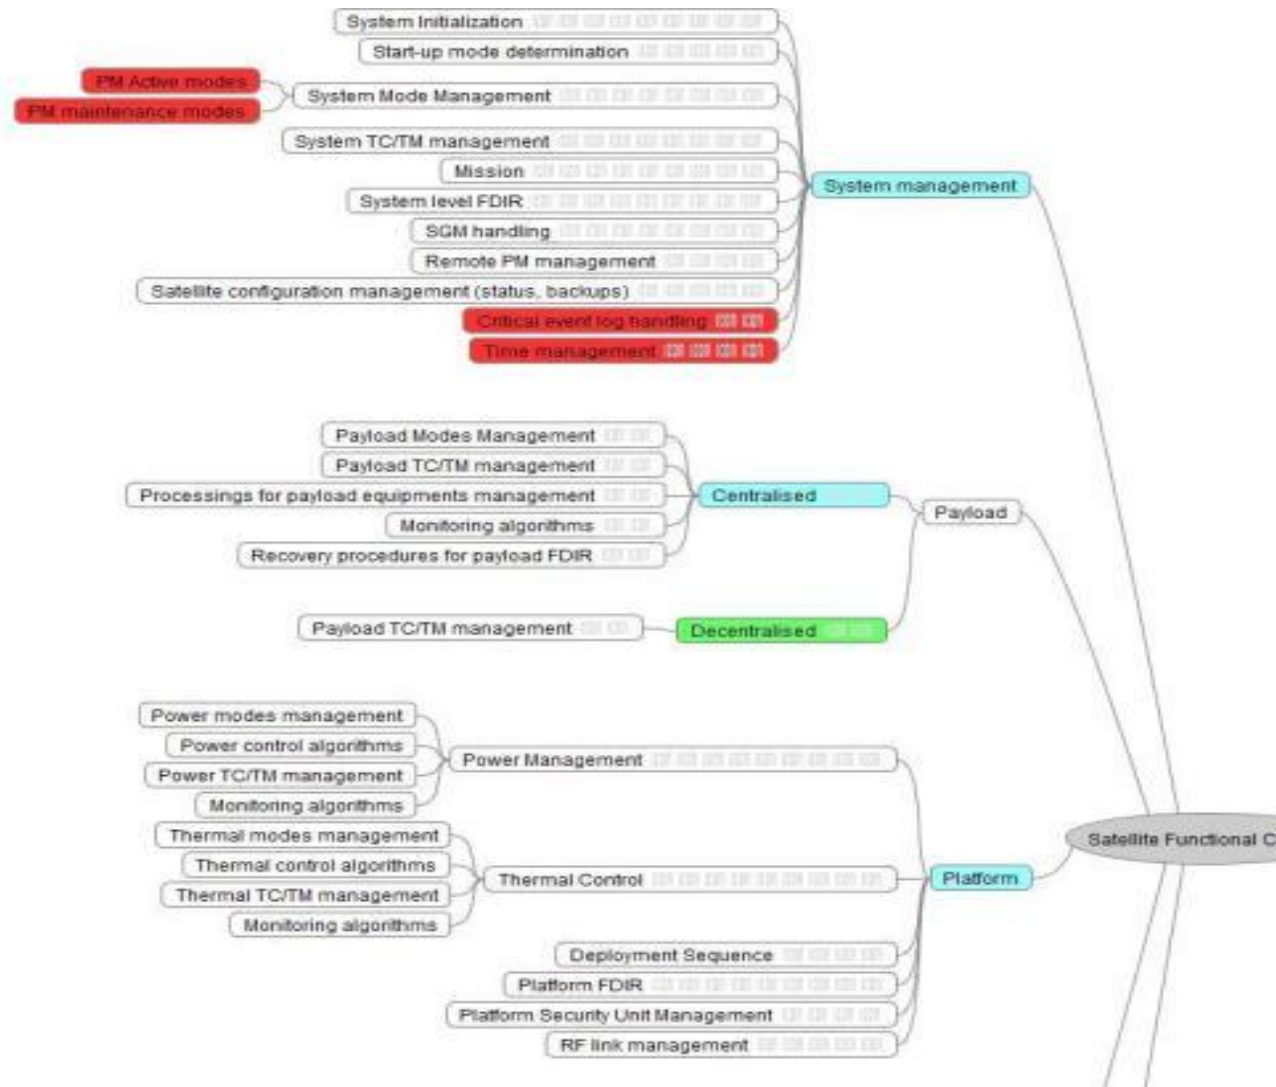 System Initialization
Start-up mode determination
PM Active modes
PM maintenance modes
System Mode Management
System TC/TM management
Mission
System level FDIR
SGM handling
Remote PM management
Satellite configuration management (status, backups)
Critical event log handling
Time management
System management
Payload Modes Management
Payload TC/TM management
Processings for payload equipments management
Monitoring algorithms
Recovery procedures for payload FDIR
Centralised
Payload
Payload TC/TM management
Decentralised
Power modes management
Power control algorithms
Power TC/TM management
Monitoring algorithms
Power Management
Thermal modes management
Thermal control algorithms
Thermal TC/TM management
Monitoring algorithms
Thermal Control
Deployment Sequence
Platform FDIR
Platform Security Unit Management
RF link management
Platform
Satellite Functional C